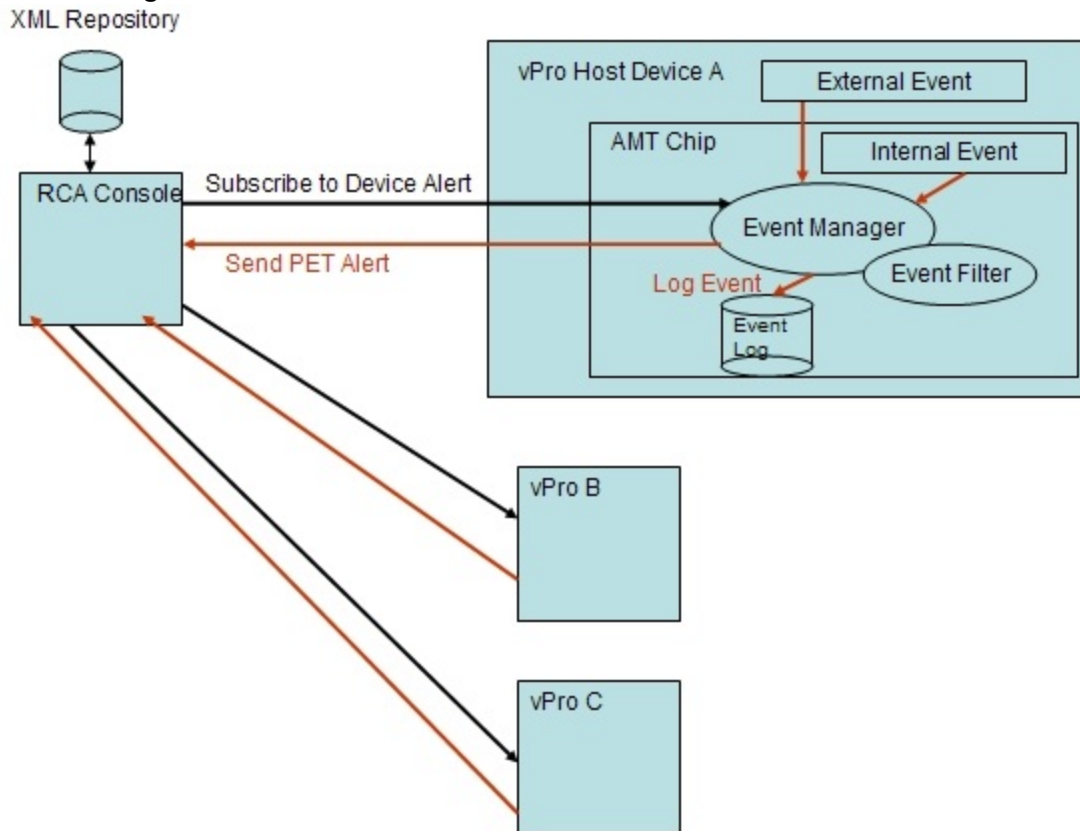 XML Repository
vPro Host Device A
External Event
AMT Chip
Internal Event
RCA Console
Subscribe to Device Alert
Event Manager
Send PET Alert
Event Filter
Log Event
Event
Log
vPro B
vPro C